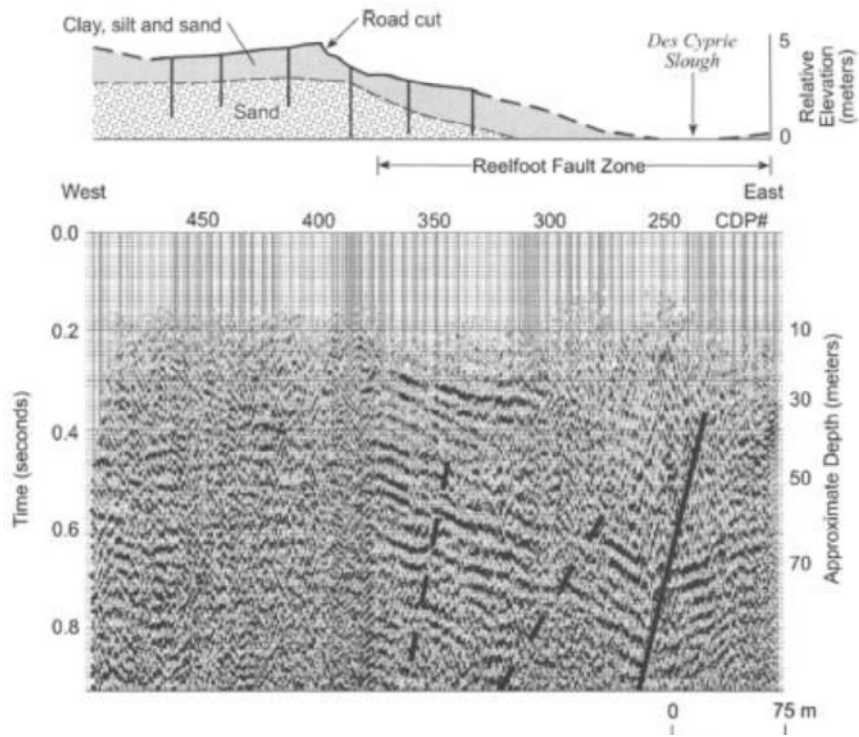 Clay, silt and sand
Road cut
Des Cyprie
Slough
5
0
Relative
Elevation
(meters)
Sand
Reelfoot Fault Zone
West
East
450
400
350
300
250
CDP#
0.0
0.2
0.4
0.6
0.8
Time (seconds)
10
30
50
70
Approximate Depth (meters)
0
75 m